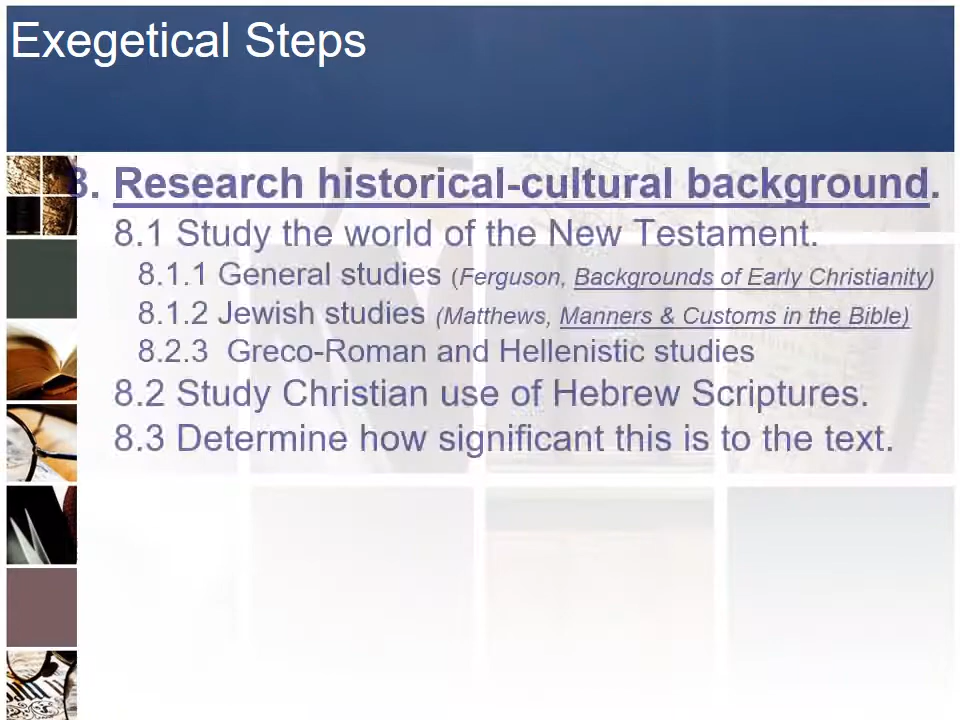 Exegetical Steps
8. Research historical-cultural background.
8.1 Study the world of the New Testament.
8.1.1 General studies (Ferguson, Backgrounds of Early Christianity)
8.1.2 Jewish studies (Matthews, Manners & Customs in the Bible)
8.2.3 Greco-Roman and Hellenistic studies
8.2 Study Christian use of Hebrew Scriptures.
8.3 Determine how significant this is to the text.